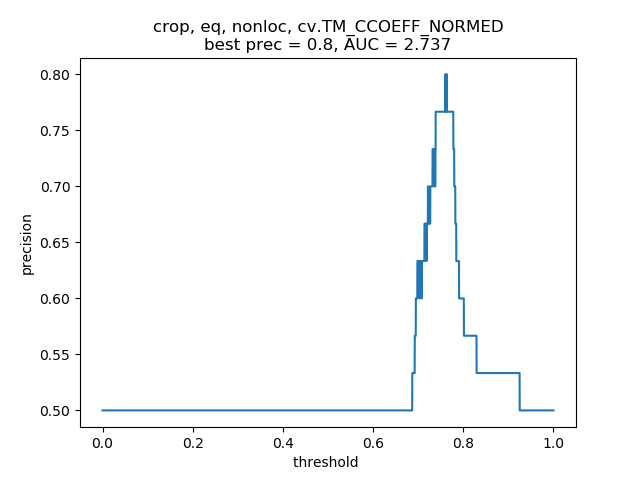 crop, eq, nonloc, cv.TM_CCOEFF_NORMED
best prec = 0.8, AUC = 2.737
0.80
0.75
0.70
0.65
0.60
0.55
0.50
precision
0.0 0.2 0.4 0.6 0.8 1.0
threshold